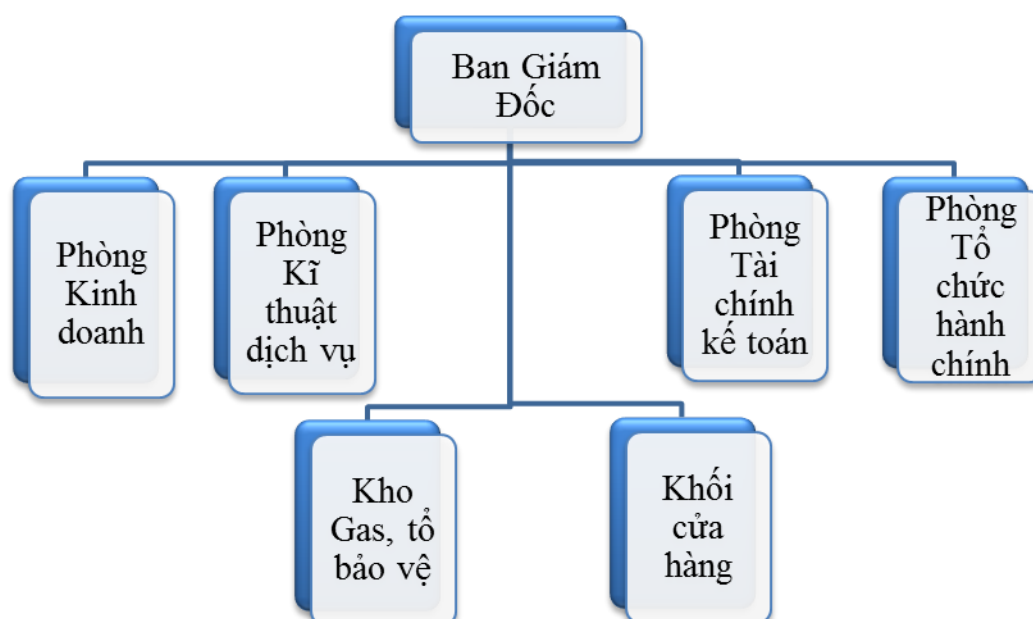 Ban Giám
Đốc
Phòng
Kinh
doanh
Phòng
Kĩ
thuật
dịch vụ
Phòng
Tài
chính
kế toán
Phòng
Tổ
chức
hành
chính
Kho
Gas, tổ
bảo vệ
Khối
cửa
hàng